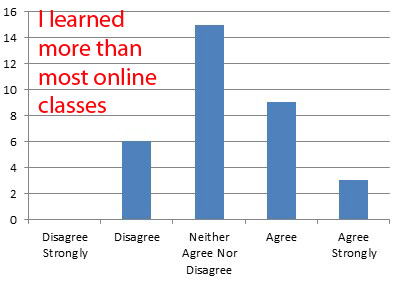 I learned
more than
most online
classes
16
14
12
10
8
6
4
2
0
Disagree
Strongly
Disagree
Neither
Agree Nor
Disagree
Agree
Agree
Strongly